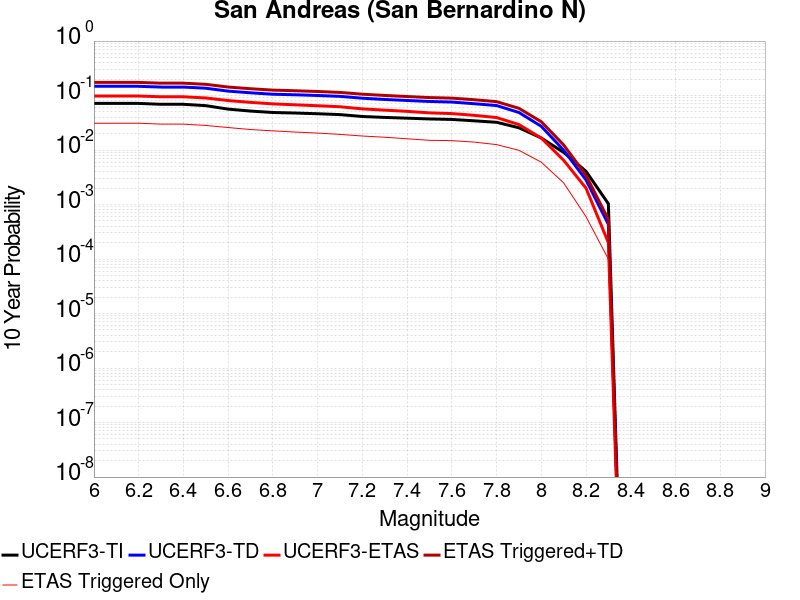 San Andreas (San Bernardino N)
10^0
10^-1
10^-2
10^-3
10^-4
10^-5
10^-6
10^-7
10^-8
10 Year Probability
6 6.2 6.4 6.6 6.8 7 7.2 7.4 7.6 7.8 8 8.2 8.4 8.6 8.8 9
Magnitude
UCERF3-TI UCERF3-TD UCERF3-ETAS ETAS Triggered+TD
ETAS Triggered Only